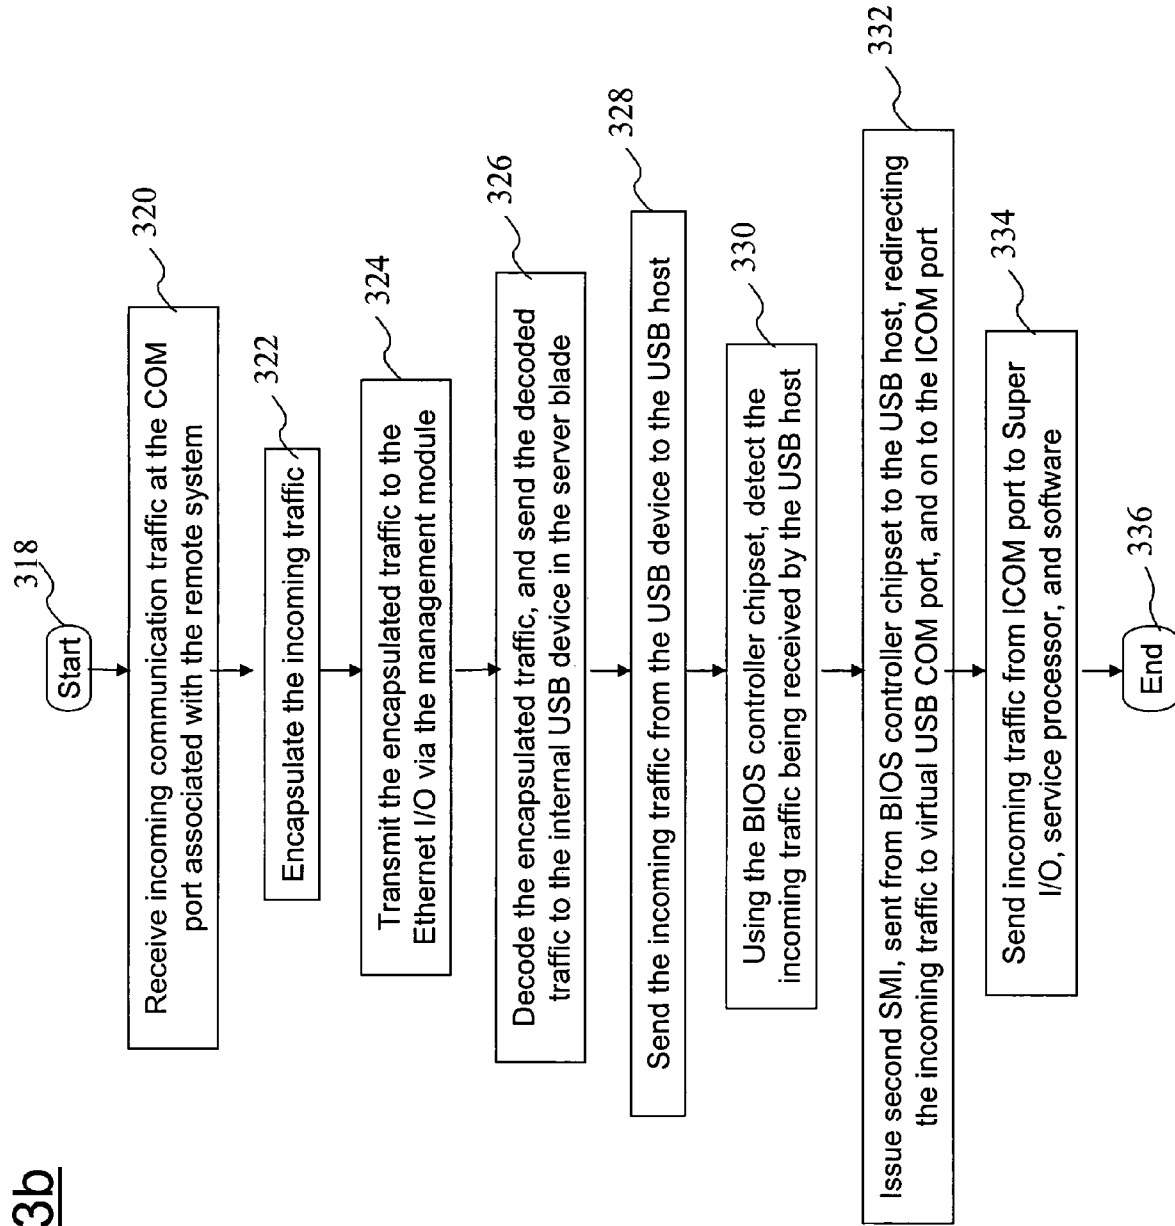 3b
Start
318
Receive incoming communication traffic at the COM
port associated with the remote system
320
Encapsulate the incoming traffic
322
Transmit the encapsulated traffic to the
Ethernet I/O via the management module
324
Decode the encapsulated traffic, and send the decoded
traffic to the internal USB device in the server blade
326
Send the incoming traffic from the USB device to the USB host
328
Using the BIOS controller chipset, detect the
incoming traffic being received by the USB host
330
Issue second SMI, sent from BIOS controller chipset to the USB host, redirecting
the incoming traffic to virtual USB COM port, and on to the ICOM port
332
Send incoming traffic from ICOM port to Super
I/O, service processor, and software
334
End
336